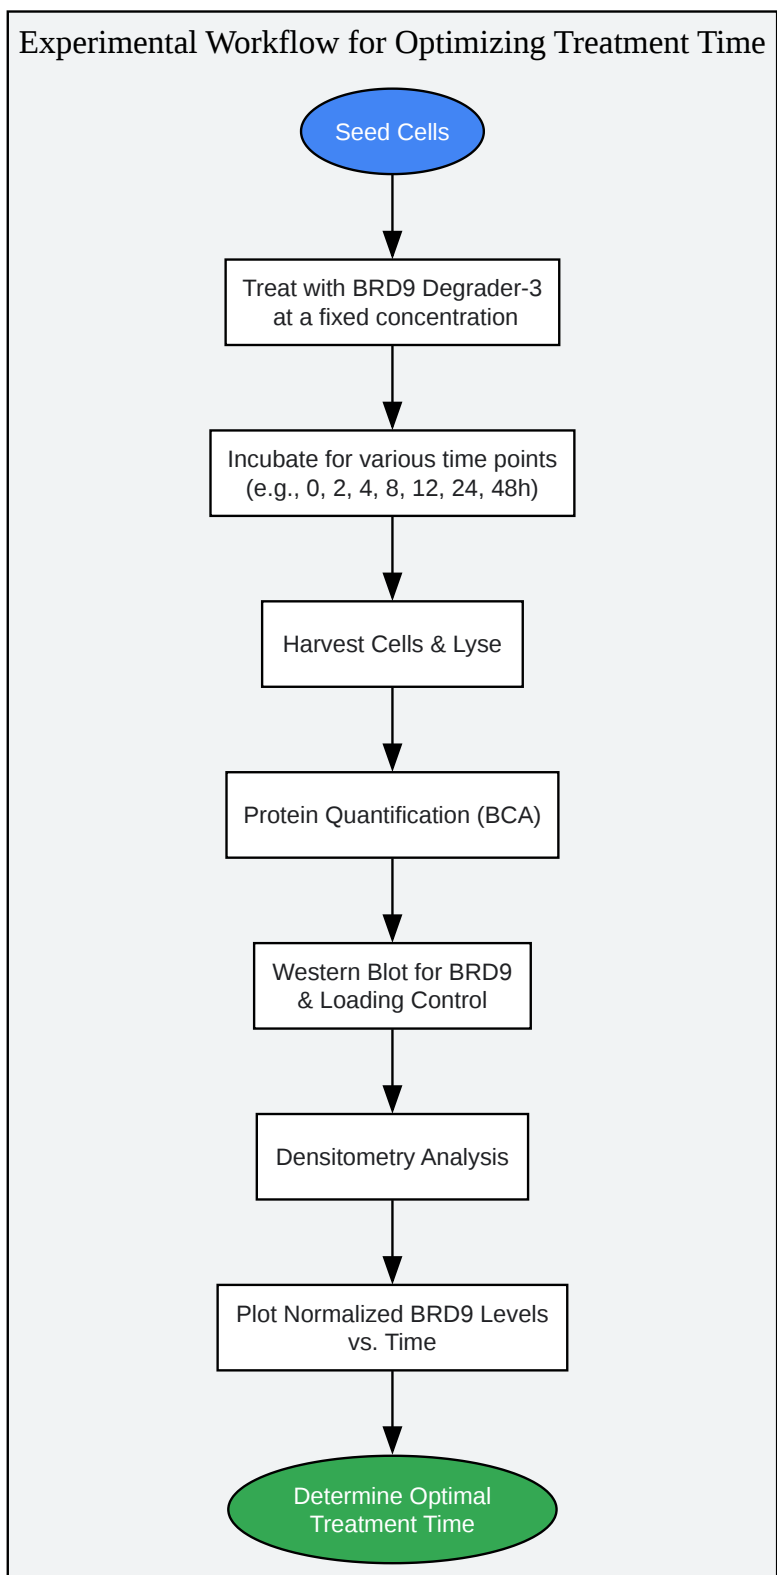 Experimental Workflow for Optimizing Treatment Time
Seed Cells
Treat with BRD9 Degrader-3
at a fixed concentration
Incubate for various time points
(e.g., 0, 2, 4, 8, 12, 24, 48h)
Harvest Cells & Lyse
Protein Quantification (BCA)
Western Blot for BRD9
& Loading Control
Densitometry Analysis
Plot Normalized BRD9 Levels
vs. Time
Determine Optimal
Treatment Time